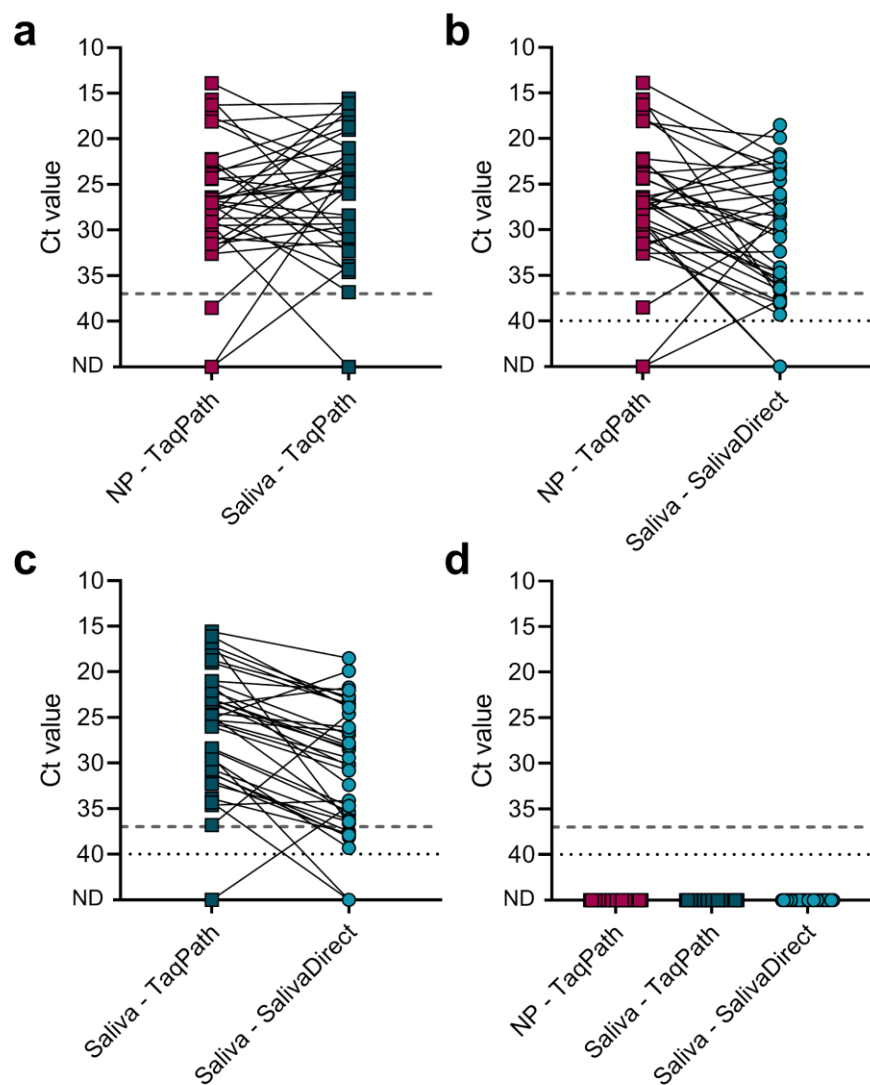 a
10
15
20
25
30
35
40
ND
Ct value
NP - TaqPath
Saliva - TaqPath
b
10
15
20
25
30
35
40
ND
Ct value
NP - TaqPath
Saliva - SalivaDirect
c
10
15
20
25
30
35
40
ND
Ct value
Saliva - TaqPath
Saliva - SalivaDirect
d
10
15
20
25
30
35
40
ND
Ct value
NP - TaqPath
Saliva - TaqPath
Saliva - SalivaDirect